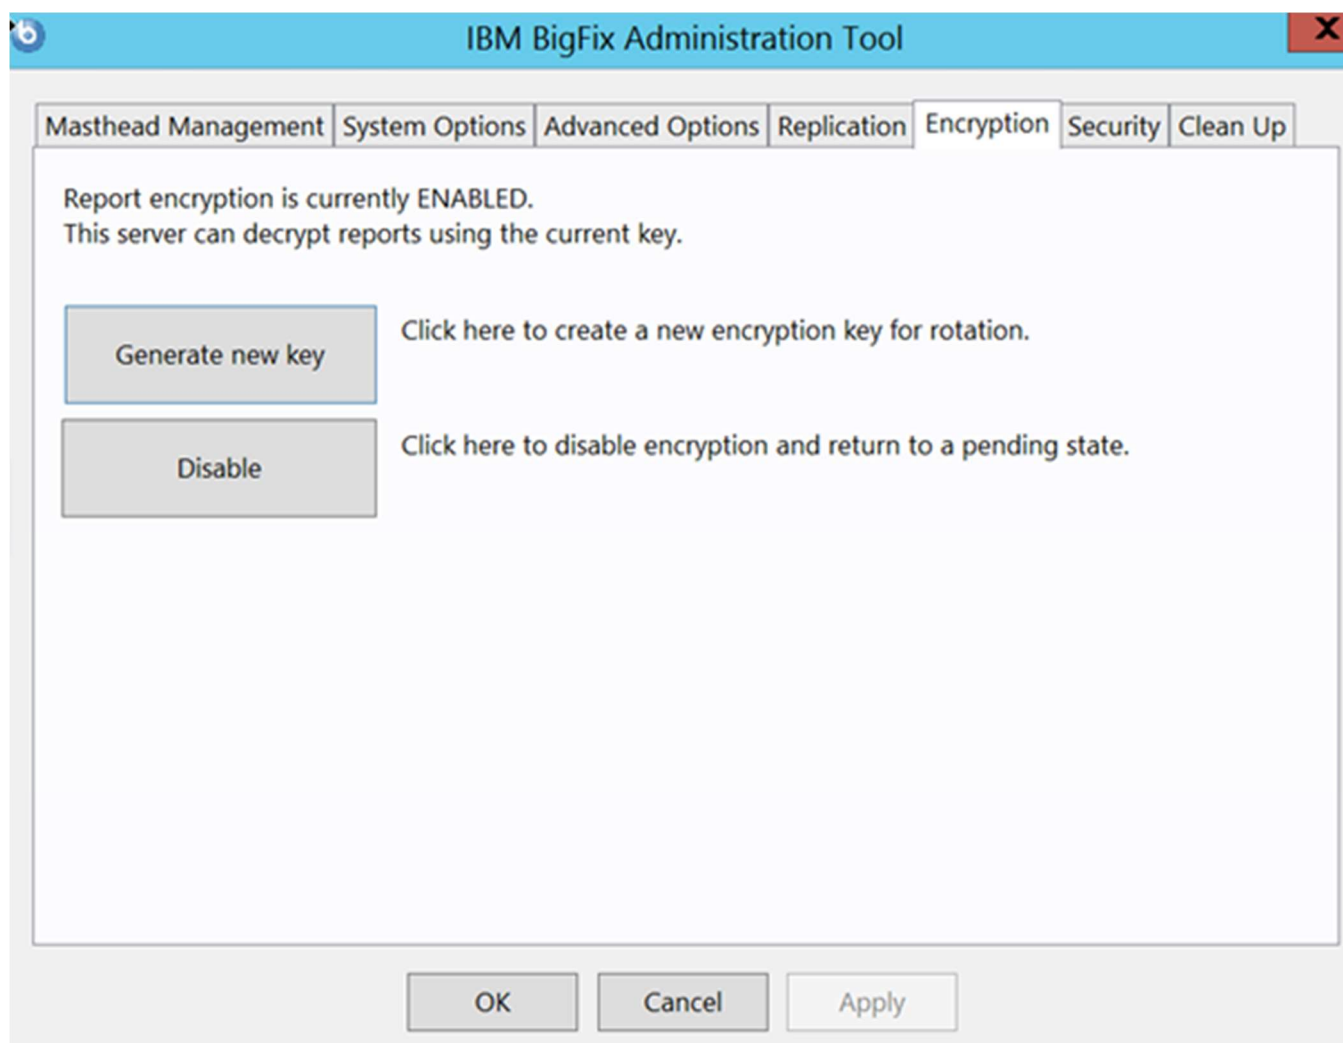 IBM BigFix Administration Tool
Masthead Management System Options Advanced Options Replication Encryption Security Clean Up
Report encryption is currently ENABLED.
This server can decrypt reports using the current key.
Generate new key Click here to create a new encryption key for rotation.
Disable Click here to disable encryption and return to a pending state.
OK Cancel Apply